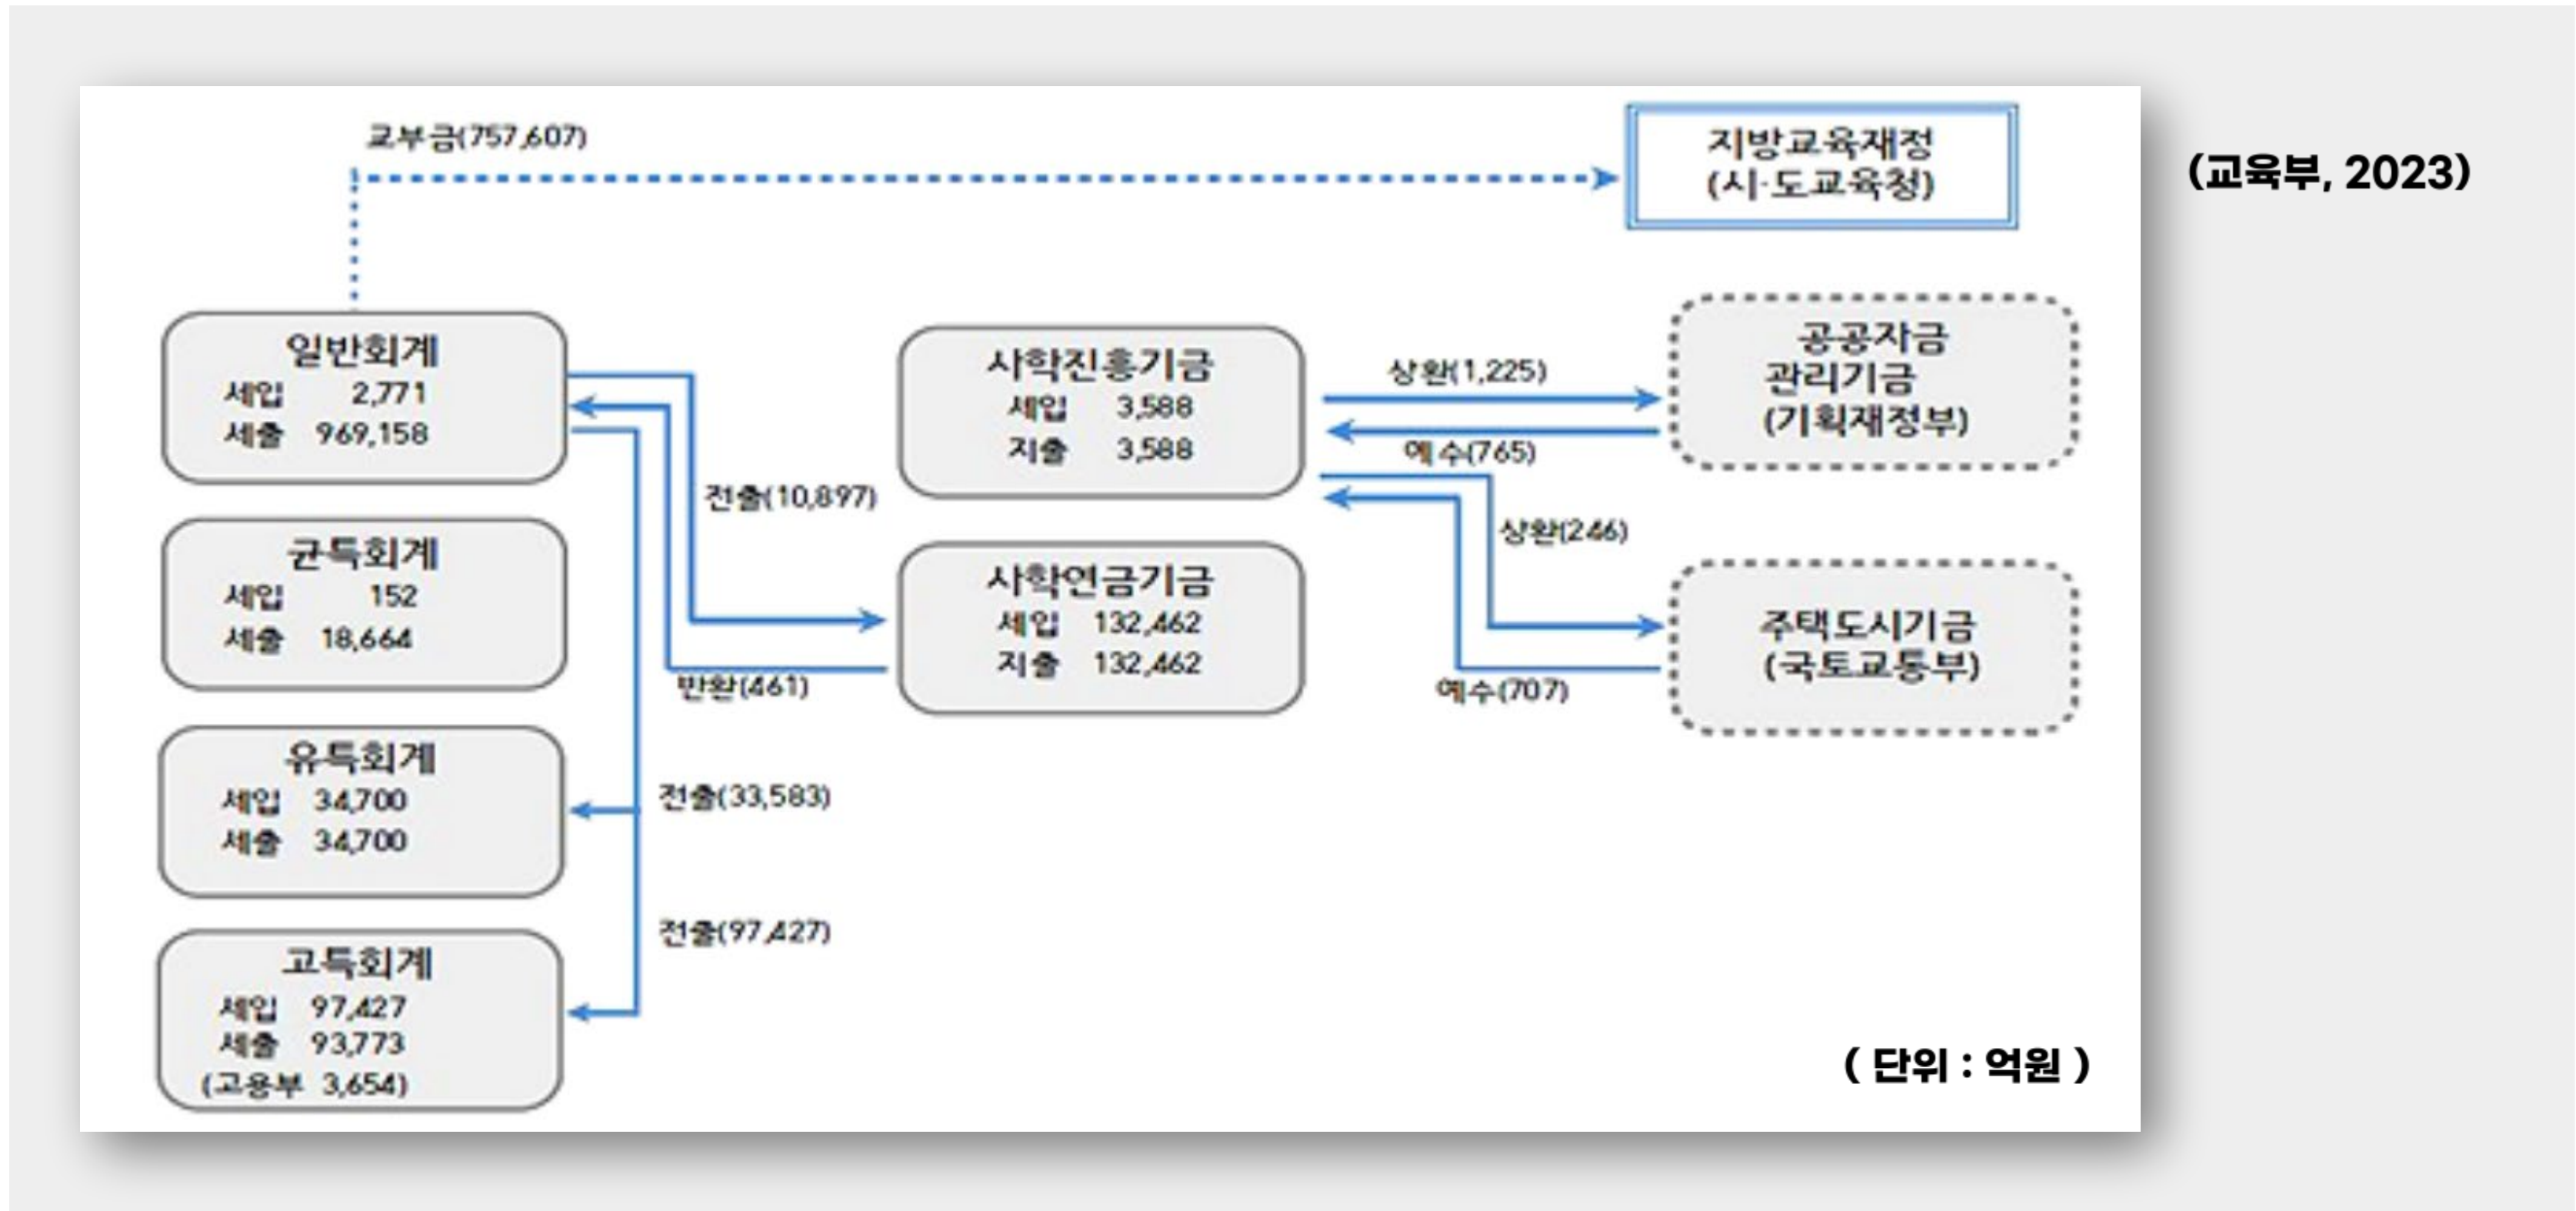 교부금(757,607)
지방교육재정
(시·도교육청)
(교육부, 2023)
일반회계
세입 2,771
세출 969,158
사학진흥기금
세입 3,588
지출 3,588
상환(1,225)
예수(765)
공공자금
관리기금
(기획재정부)
전출(10,897)
상환(246)
균특회계
세입 152
세출 18,664
사학연금기금
세입 132,462
지출 132,462
반환(461)
예수(707)
주택도시기금
(국토교통부)
유특회계
세입 34,700
세출 34,700
전출(33,583)
전출(97,427)
고특회계
세입 97,427
세출 93,773
(고용부 3,654)
( 단위 : 억원 )